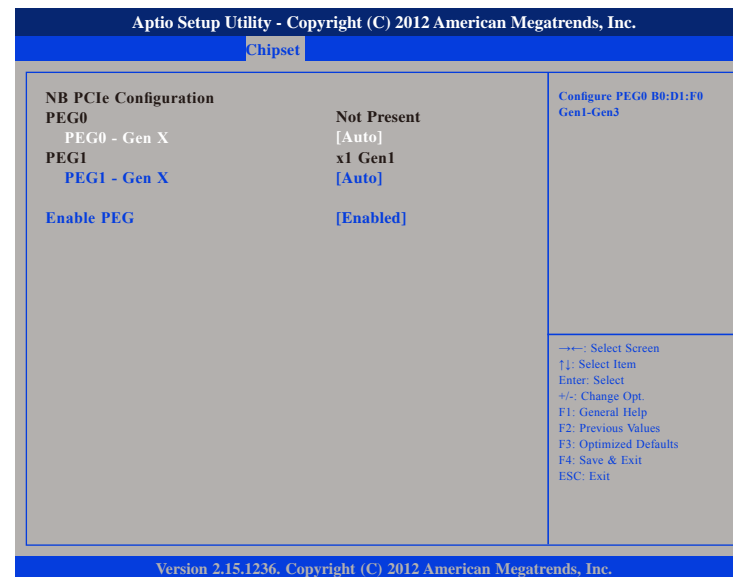 Aptio Setup Utility - Copyright (C) 2012 American Megatrends, Inc.
Chipset
NB PCIe Configuration
PEG0 Not Present
PEG0 - Gen X [Auto]
PEG1 x1 Gen1
PEG1 - Gen X [Auto]
Enable PEG [Enabled]
Configure PEG0 B0:D1:F0
Gen1-Gen3
→←: Select Screen
↑↓: Select Item
Enter: Select
+/-: Change Opt.
F1: General Help
F2: Previous Values
F3: Optimized Defaults
F4: Save & Exit
ESC: Exit
Version 2.15.1236. Copyright (C) 2012 American Megatrends, Inc.